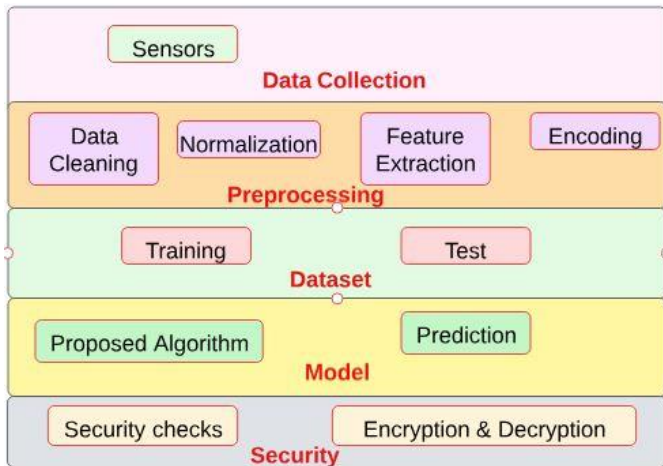 Sensors
Data Collection
Data
Cleaning
Normalization
Feature
Extraction
Encoding
Preprocessing
Training
Test
Dataset
Proposed Algorithm
Prediction
Model
Security checks
Encryption & Decryption
Security